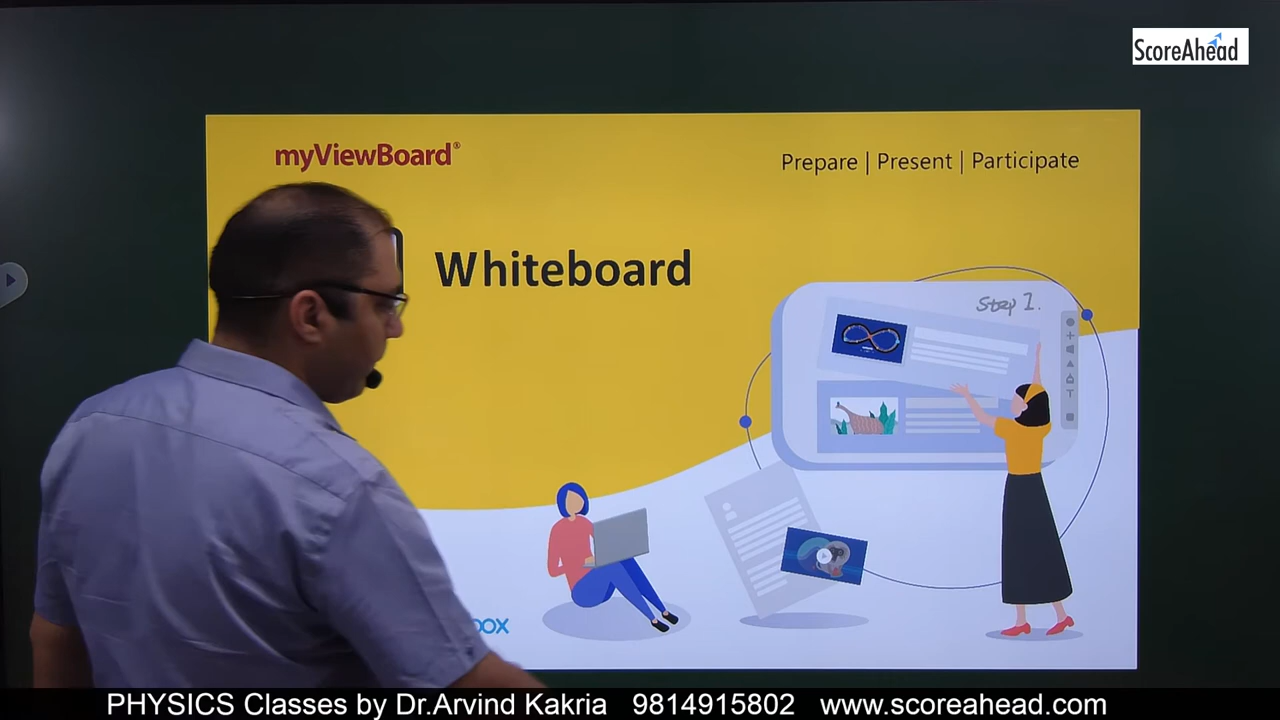 ScoreAhead
myViewBoard®
Prepare | Present | Participate
Whiteboard
Step 1.
PHYSICS Classes by Dr.Arvind Kakria 9814915802 www.scoreahead.com